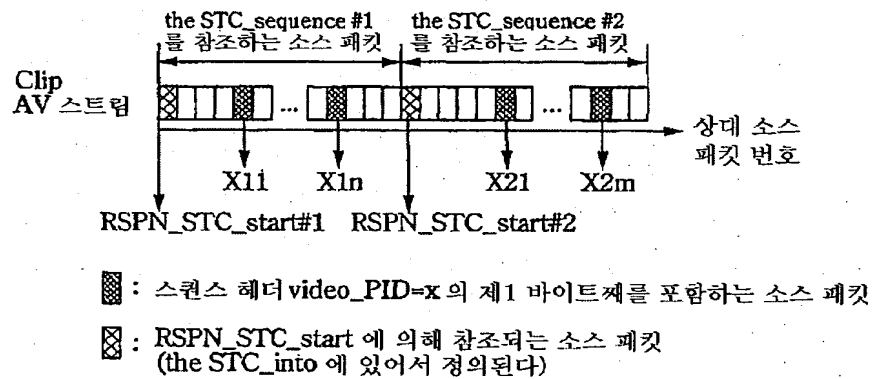 the STC_sequence #1
를 참조하는 소스 패킷
the STC_sequence #2
를 참조하는 소스 패킷
Clip
AV 스트림
...
...
상대 소스
패킷 번호
X11
X1n
X21
X2m
RSPN_STC_start#1
RSPN_STC_start#2
: 스퀀스 헤더 video_PID=x 의 제1 바이트째를 포함하는 소스 패킷
: RSPN_STC_start 에 의해 참조되는 소스 패킷
(the STC_into 에 있어서 정의된다)